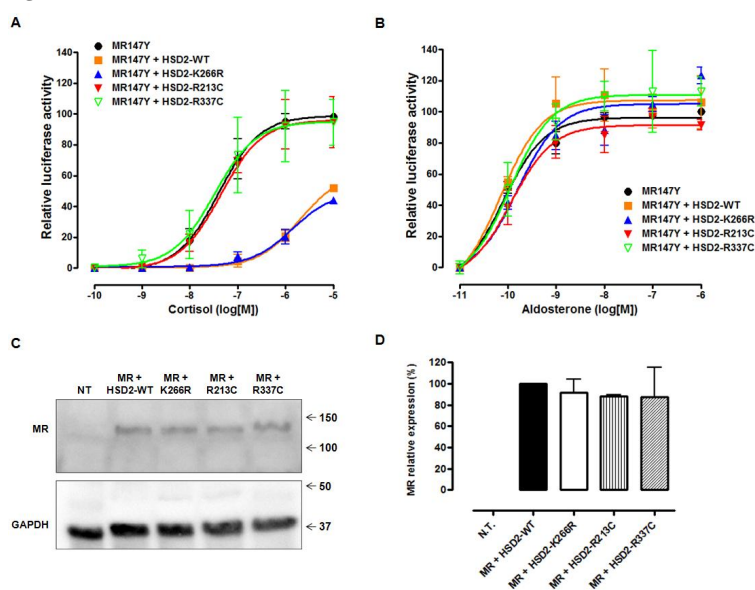 A
MR147Y
MR147Y + HSD2-WT
MR147Y + HSD2-K266R
MR147Y + HSD2-R213C
MR147Y + HSD2-R337C
Relative luciferase activity
140
120
100
80
60
40
20
0
-10 -9 -8 -7 -6 -5
Cortisol (log[M])
B
Relative luciferase activity
140
120
100
80
60
40
20
0
MR147Y
MR147Y + HSD2-WT
MR147Y + HSD2-K266R
MR147Y + HSD2-R213C
MR147Y + HSD2-R337C
-11 -10 -9 -8 -7 -6
Aldosterone (log[M])
C
NT
MR + HSD2-WT
MR + K266R
MR + R213C
MR + R337C
MR
← 150
← 100
← 50
GAPDH
← 37
D
MR relative expression (%)
120
100
80
60
40
20
0
N.T.
MR + HSD2-WT
MR + HSD2-K266R
MR + HSD2-R213C
MR + HSD2-R337C